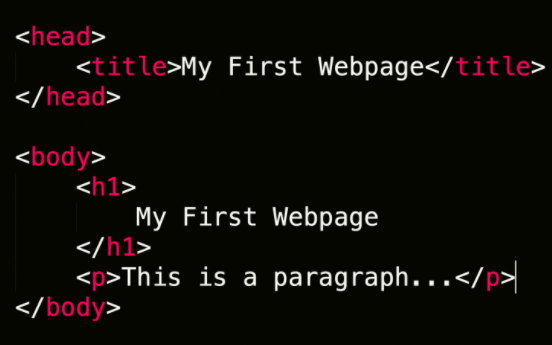 <head>
    <title>My First Webpage</title>
</head>

<body>
    <h1>
        My First Webpage
    </h1>
    <p>This is a paragraph...</p>
</body>